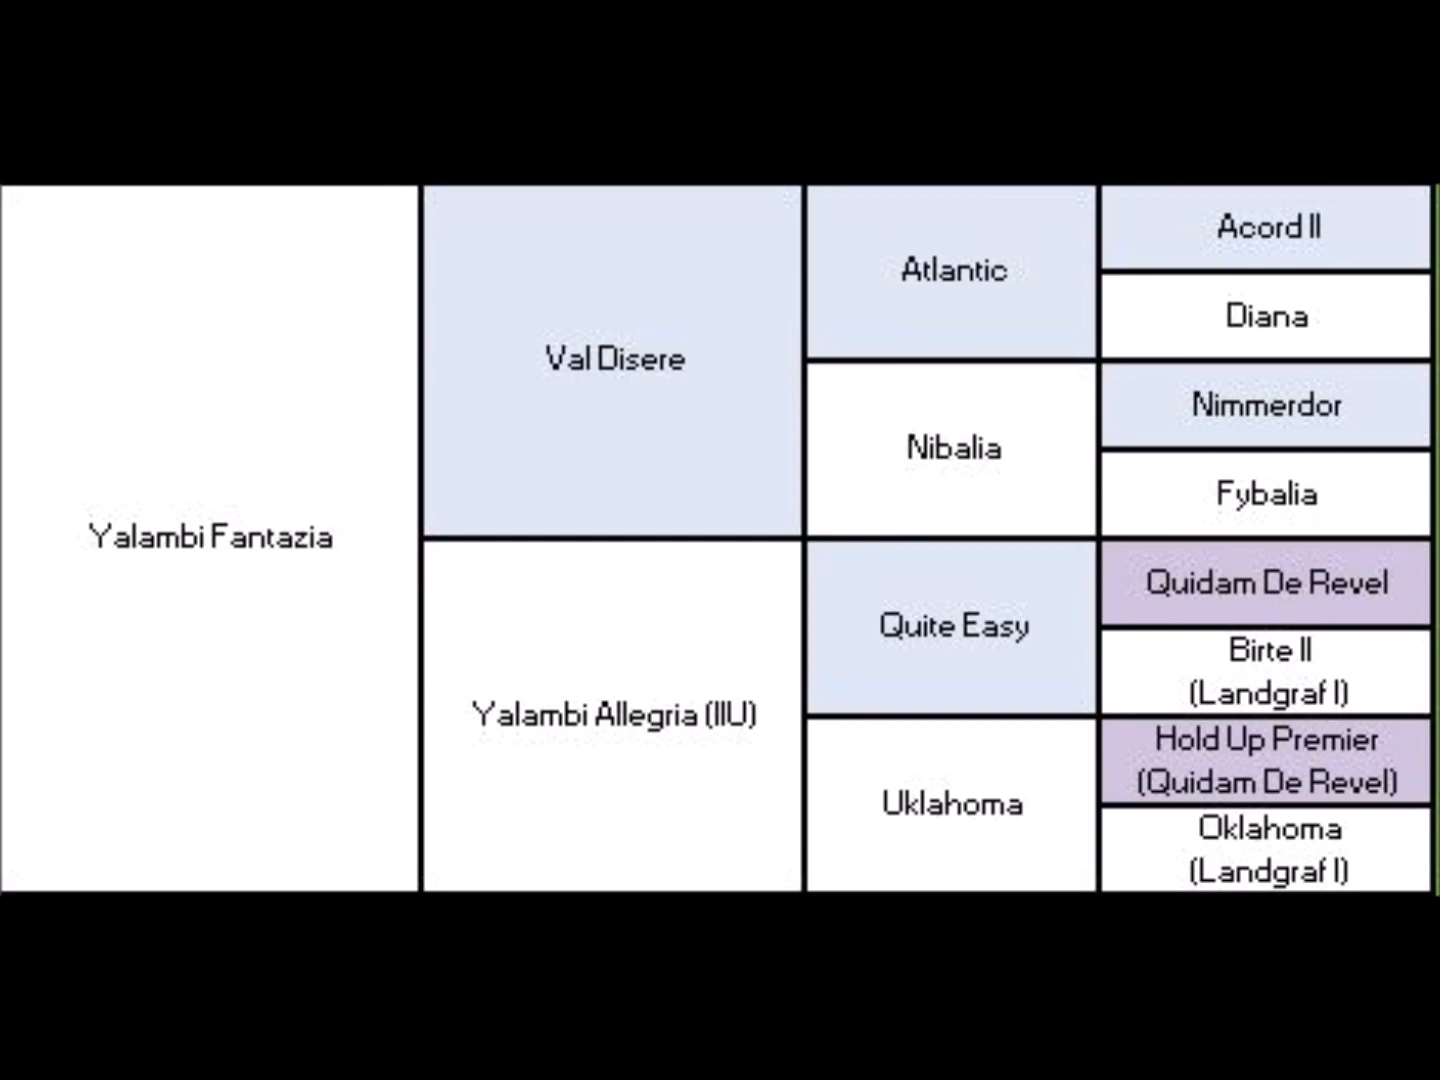 Yalambi Fantazia
Val Disere
Yalambi Allegria (IIU)
Atlantic
Nibalia
Quite Easy
Uklahoma
Acord II
Diana
Nimmerdor
Fybalia
Quidam De Revel
Birte II
(Landgraf I)
Hold Up Premier
(Quidam De Revel)
Oklahoma
(Landgraf I)